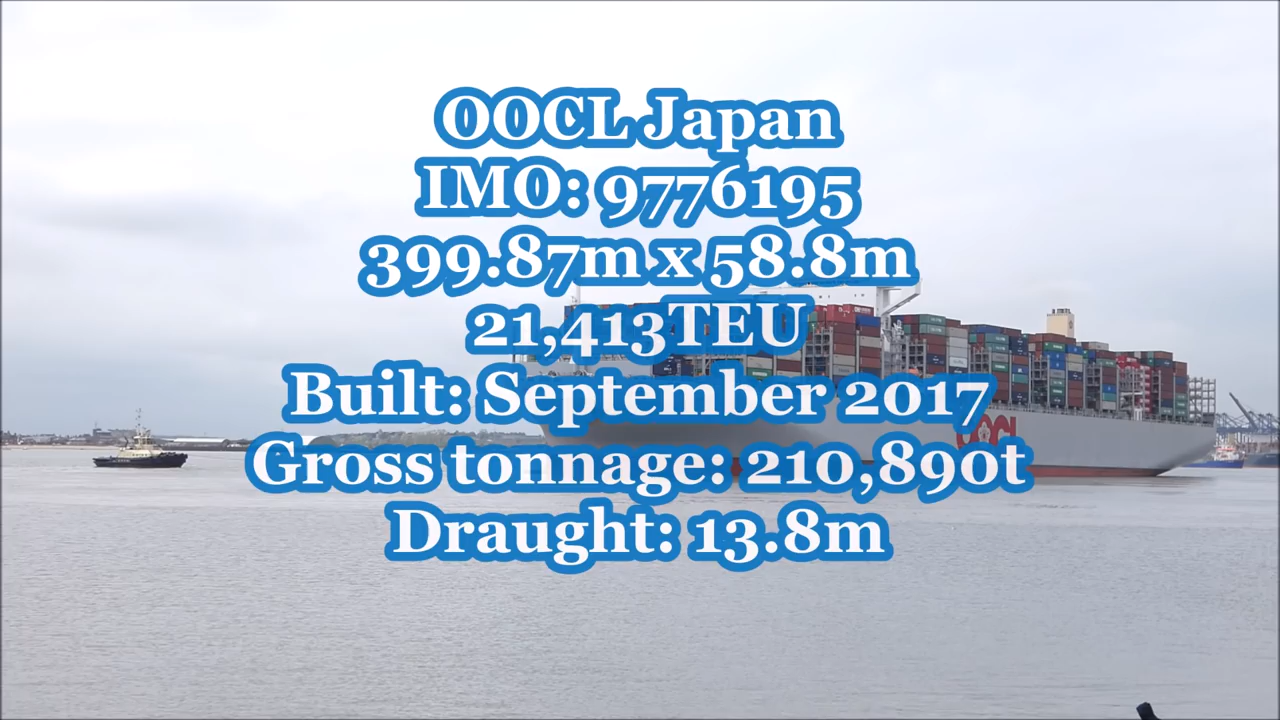 OOCL Japan
IMO: 9776195
399.87m x 58.8m
21,413TEU
Built: September 2017
Gross tonnage: 210,890t
Draught: 13.8m
OOCL